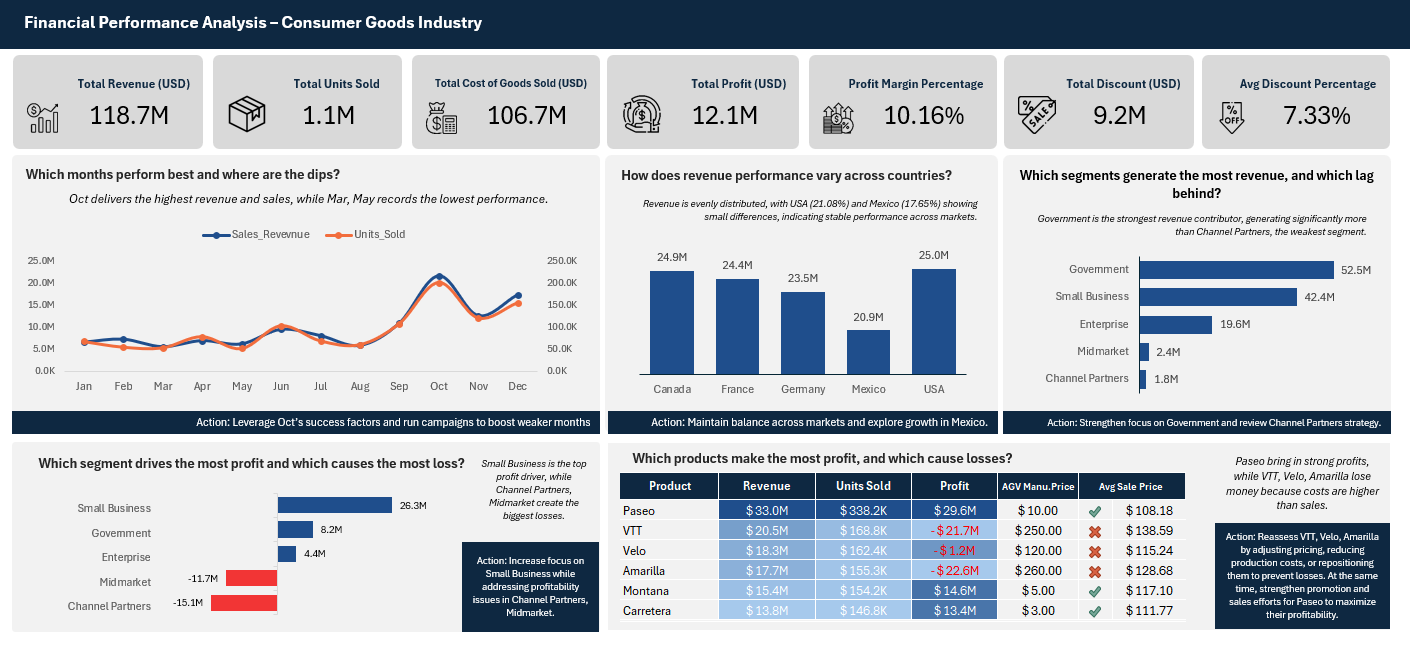 Financial Performance Analysis – Consumer Goods Industry
Total Revenue (USD)
118.7M
Total Units Sold
1.1M
Total Cost of Goods Sold (USD)
106.7M
Total Profit (USD)
12.1M
Profit Margin Percentage
10.16%
Total Discount (USD)
9.2M
Avg Discount Percentage
7.33%
% SALE
% OFF
Which months perform best and where are the dips?
Oct delivers the highest revenue and sales, while Mar, May records the lowest performance.
Sales_Revevnue Units_Sold
25.0M 250.0K
20.0M 200.0K
15.0M 150.0K
10.0M 100.0K
5.0M 50.0K
0.0K 0.0K
Jan Feb Mar Apr May Jun Jul Aug Sep Oct Nov Dec
Action: Leverage Oct's success factors and run campaigns to boost weaker months
How does revenue performance vary across countries?
Revenue is evenly distributed, with USA (21.08%) and Mexico (17.65%) showing
small differences, indicating stable performance across markets.
24.9M 24.4M 23.5M 20.9M 25.0M
Canada France Germany Mexico USA
Action: Maintain balance across markets and explore growth in Mexico.
Which segments generate the most revenue, and which lag
behind?
Government is the strongest revenue contributor, generating significantly more
than Channel Partners, the weakest segment.
Government 52.5M
Small Business 42.4M
Enterprise 19.6M
Midmarket 2.4M
Channel Partners 1.8M
Action: Strengthen focus on Government and review Channel Partners strategy.
Which segment drives the most profit and which causes the most loss?
Small Business 26.3M
Government 8.2M
Enterprise 4.4M
Midmarket -11.7M
Channel Partners -15.1M
Small Business is the top
profit driver, while
Channel Partners,
Midmarket create the
biggest losses.
Action: Increase focus on
Small Business while
addressing profitability
issues in Channel Partners,
Midmarket.
Which products make the most profit, and which cause losses?
Product Revenue Units Sold Profit AGV Manu.Price Avg Sale Price
Paseo $ 33.0M $ 338.2K $ 29.6M $ 10.00 $ 108.18
VTT $ 20.5M $ 168.8K - $ 21.7M $ 250.00 $ 138.59
Velo $ 18.3M $ 162.4K - $ 1.2M $ 120.00 $ 115.24
Amarilla $ 17.7M $ 155.3K - $ 22.6M $ 260.00 $ 128.68
Montana $ 15.4M $ 154.2K $ 14.6M $ 5.00 $ 117.10
Carretera $ 13.8M $ 146.8K $ 13.4M $ 3.00 $ 111.77
Paseo bring in strong profits,
while VTT, Velo, Amarilla lose
money because costs are higher
than sales.
Action: Reassess VTT, Velo, Amarilla
by adjusting pricing, reducing
production costs, or repositioning
them to prevent losses. At the same
time, strengthen promotion and
sales efforts for Paseo to maximize
their profitability.